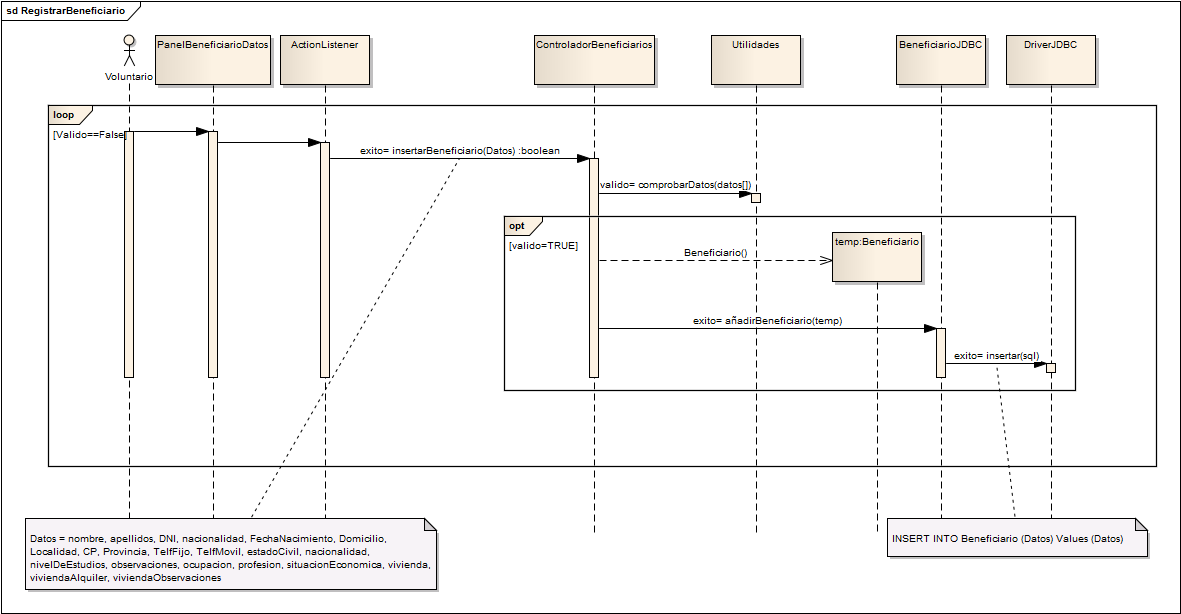 sd RegistrarBeneficiario
Voluntario
PanelBeneficiarioDatos
ActionListener
ControladorBeneficiarios
Utilidades
BeneficiarioJDBC
DriverJDBC
loop
[Valido==False]
exito= insertarBeneficiario(Datos) :boolean
valido= comprobarDatos(datos[])
opt
[valido=TRUE]
temp:Beneficiario
Beneficiario()
exito= añadirBeneficiario(temp)
exito= insertar(sql)
Datos = nombre, apellidos, DNI, nacionalidad, FechaNacimiento, Domicilio,
Localidad, CP, Provincia, TelfFijo, TelfMovil, estadoCivil, nacionalidad,
nivelDeEstudios, observaciones, ocupacion, profesion, situacionEconomica, vivienda,
viviendaAlquiler, viviendaObservaciones
INSERT INTO Beneficiario (Datos) Values (Datos)